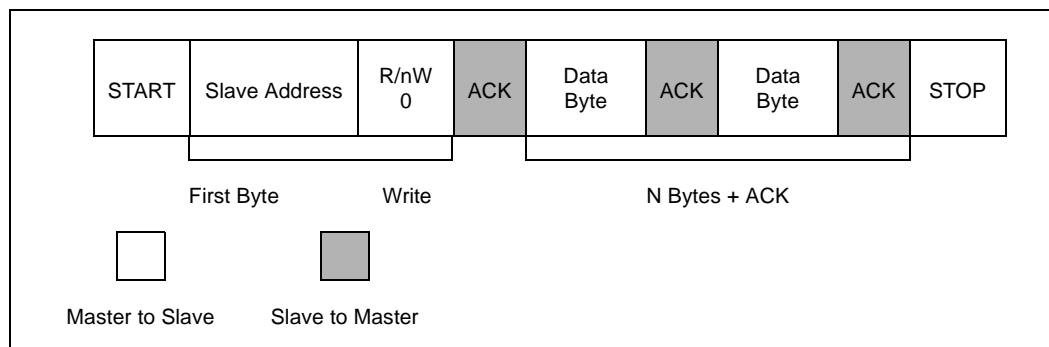 START
Slave Address
R/nW
0
ACK
Data
Byte
ACK
Data
Byte
ACK
STOP
First Byte
Write
N Bytes + ACK
Master to Slave
Slave to Master